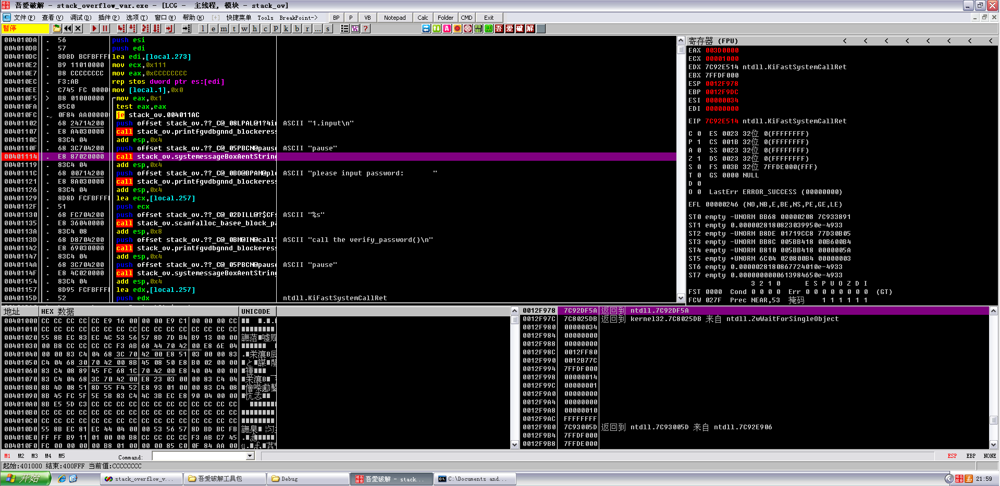 吾爱破解 - stack_overflow_var.exe - [LCG - 主线程, 模块 - stack_ov]
文件(F) 查看(V) 调试(D) 插件(P) 选项(T) 窗口(W) 帮助(H) [+] 快捷菜单 Tools BreakPoint-> BP P VB Notepad Calc Folder CMD Exit
暂停 l e m t w h c p k b r ... s ? 吾 爱 破 解
004010DA . 56 push esi
004010DB . 57 push edi
004010DC . 8DBD BCFBFFFF lea edi,[local.273]
004010E2 . B9 11010000 mov ecx,0x111
004010E7 . B8 CCCCCCCC mov eax,0xCCCCCCCC
004010EC . F3:AB rep stos dword ptr es:[edi]
004010EE . C745 FC 0000 mov [local.1],0x0
004010F5 > B8 01000000 mov eax,0x1
004010FA . 85C0 test eax,eax
004010FC . 0F84 AA00000 je stack_ov.004011AC
00401102 . 68 24714200 push offset stack_ov.??_C@_08LPAL@1?4in ASCII "1.input\n"
00401107 . E8 A4030000 call stack_ov.printfgvdbgnnd_blockeress
0040110C . 83C4 04 add esp,0x4
0040110F . 68 3C704200 push offset stack_ov.??_C@_05PBCN@pause ASCII "pause"
00401114 . E8 87020000 call stack_ov.systemessageBoxAentString
00401119 . 83C4 04 add esp,0x4
0040111C . 68 00714200 push offset stack_ov.??_C@_0BO@BPAM@ple ASCII "please input password:       "
00401121 . E8 8A030000 call stack_ov.printfgvdbgnnd_blockeress
00401126 . 83C4 04 add esp,0x4
00401129 . 8D8D FCFBFFFF lea ecx,[local.257]
0040112F . 51 push ecx
00401130 . 68 FC704200 push offset stack_ov.??_C@_02DILL@?$CFs ASCII "%s"
00401135 . E8 36040000 call stack_ov.scanfalloc_basee_block_pa
0040113A . 83C4 08 add esp,0x8
0040113D . 68 D8704200 push offset stack_ov.??_C@_0BM@IN@call? ASCII "call the verify_password()\n"
00401142 . E8 69030000 call stack_ov.printfgvdbgnnd_blockeress
00401147 . 83C4 04 add esp,0x4
0040114A . 68 3C704200 push offset stack_ov.??_C@_05PBCN@pause ASCII "pause"
0040114F . E8 4C020000 call stack_ov.systemessageBoxAentString
00401154 . 83C4 04 add esp,0x4
00401157 . 8D95 FCFBFFFF lea edx,[local.257]
0040115D . 52 push edx ntdll.KiFastSystemCallRet
寄存器 (FPU) < < < < < < < <
EAX 003D0000
ECX 00001000
EDX 7C92E514 ntdll.KiFastSystemCallRet
EBX 7FFDF000
ESP 0012F978
EBP 0012F9DC
ESI 00000034
EDI 00000000
EIP 7C92E514 ntdll.KiFastSystemCallRet
C 0 ES 0023 32位 0(FFFFFFFF)
P 1 CS 001B 32位 0(FFFFFFFF)
A 0 SS 0023 32位 0(FFFFFFFF)
Z 1 DS 0023 32位 0(FFFFFFFF)
S 0 FS 003B 32位 7FFDE000(FFF)
T 0 GS 0000 NULL
D 0
O 0 LastErr ERROR_SUCCESS (00000000)
EFL 00000246 (NO,NB,E,BE,NS,PE,GE,LE)
ST0 empty -UNORM BB68 00000208 7C933891
ST1 empty 0.0000028180823039950e-4933
ST2 empty -UNORM B8DE 01719CC8 77D30B05
ST3 empty -UNORM BB8C 005BB418 00B600B4
ST4 empty -UNORM B810 005BB418 0000005A
ST5 empty +UNORM 6C04 020800B4 00000003
ST6 empty 0.0000028180867724010e-4933
ST7 empty 0.0000000000613984650e-4933
3 2 1 0 E S P U O Z D I
FST 0000 Cond 0 0 0 0 Err 0 0 0 0 0 0 0 0 (GT)
FCW 027F Prec NEAR,53 掩码 1 1 1 1 1 1
地址 HEX 数据 UNICODE
00401000 CC CC CC CC CC E9 16 00 00 00 E9 C1 00 00 00 CC
00401010 CC CC CC CC CC CC CC CC CC CC CC CC CC CC CC CC
00401020 55 8B EC 83 EC 4C 53 56 57 8D 7D B4 B9 13 00 00
00401030 00 B8 CC CC CC CC F3 AB 68 44 70 42 00 E8 6E 04
00401040 00 00 83 C4 04 68 3C 70 42 00 E8 51 03 00 00 83
00401050 C4 04 68 30 70 42 00 8B 45 08 50 E8 B0 02 00 00
00401060 83 C4 08 89 45 FC 68 1C 70 42 00 E8 40 04 00 00
00401070 83 C4 04 68 3C 70 42 00 E8 23 03 00 00 83 C4 04
00401080 8B 4D 08 51 8D 55 F4 52 E8 93 01 00 00 83 C4 08
00401090 8B 45 FC 5F 5E 5B 83 C4 4C 3B EC E8 90 04 00 00
004010A0 8B E5 5D C3 CC CC CC CC CC CC CC CC CC CC CC CC
004010B0 CC CC CC CC CC CC CC CC CC CC CC CC CC CC CC CC
004010C0 CC CC CC CC CC CC CC CC CC CC CC CC CC CC CC CC
004010D0 55 8B EC 81 EC 44 04 00 00 53 56 57 8D BD BC FB
004010E0 FF FF B9 11 01 00 00 B8 CC CC CC CC F3 AB C7 45
004010F0 FC 00 00 00 00 B8 01 00 00 00 85 C0 0F 84 AA 00
0012F978 7C92DF5A 返回到 ntdll.7C92DF5A
0012F97C 7C8025DB 返回到 kernel32.7C8025DB 来自 ntdll.ZwWaitForSingleObject
0012F980 00000034
0012F984 00000000
0012F988 00000000
0012F98C 0012FF80
0012F990 0012B77C
0012F994 7FFDF000
0012F998 00000014
0012F99C 00000001
0012F9A0 00000000
0012F9A4 00000000
0012F9A8 00000010
0012F9AC FFFFFFFF
0012F9B0 7C93005D 返回到 ntdll.7C93005D 来自 ntdll.7C92E906
0012F9B4 7FFDF000
0012F9B8 7FFDE000
M1 M2 M3 M4 M5 Command: ESP EBP NONE
起始:401000 结束:400FFF 当前值:CCCCCCCC
开始 stack_overflow_v... 吾爱破解工具包 Debug 吾爱破解 - stack... C:\Documents and... 21:59